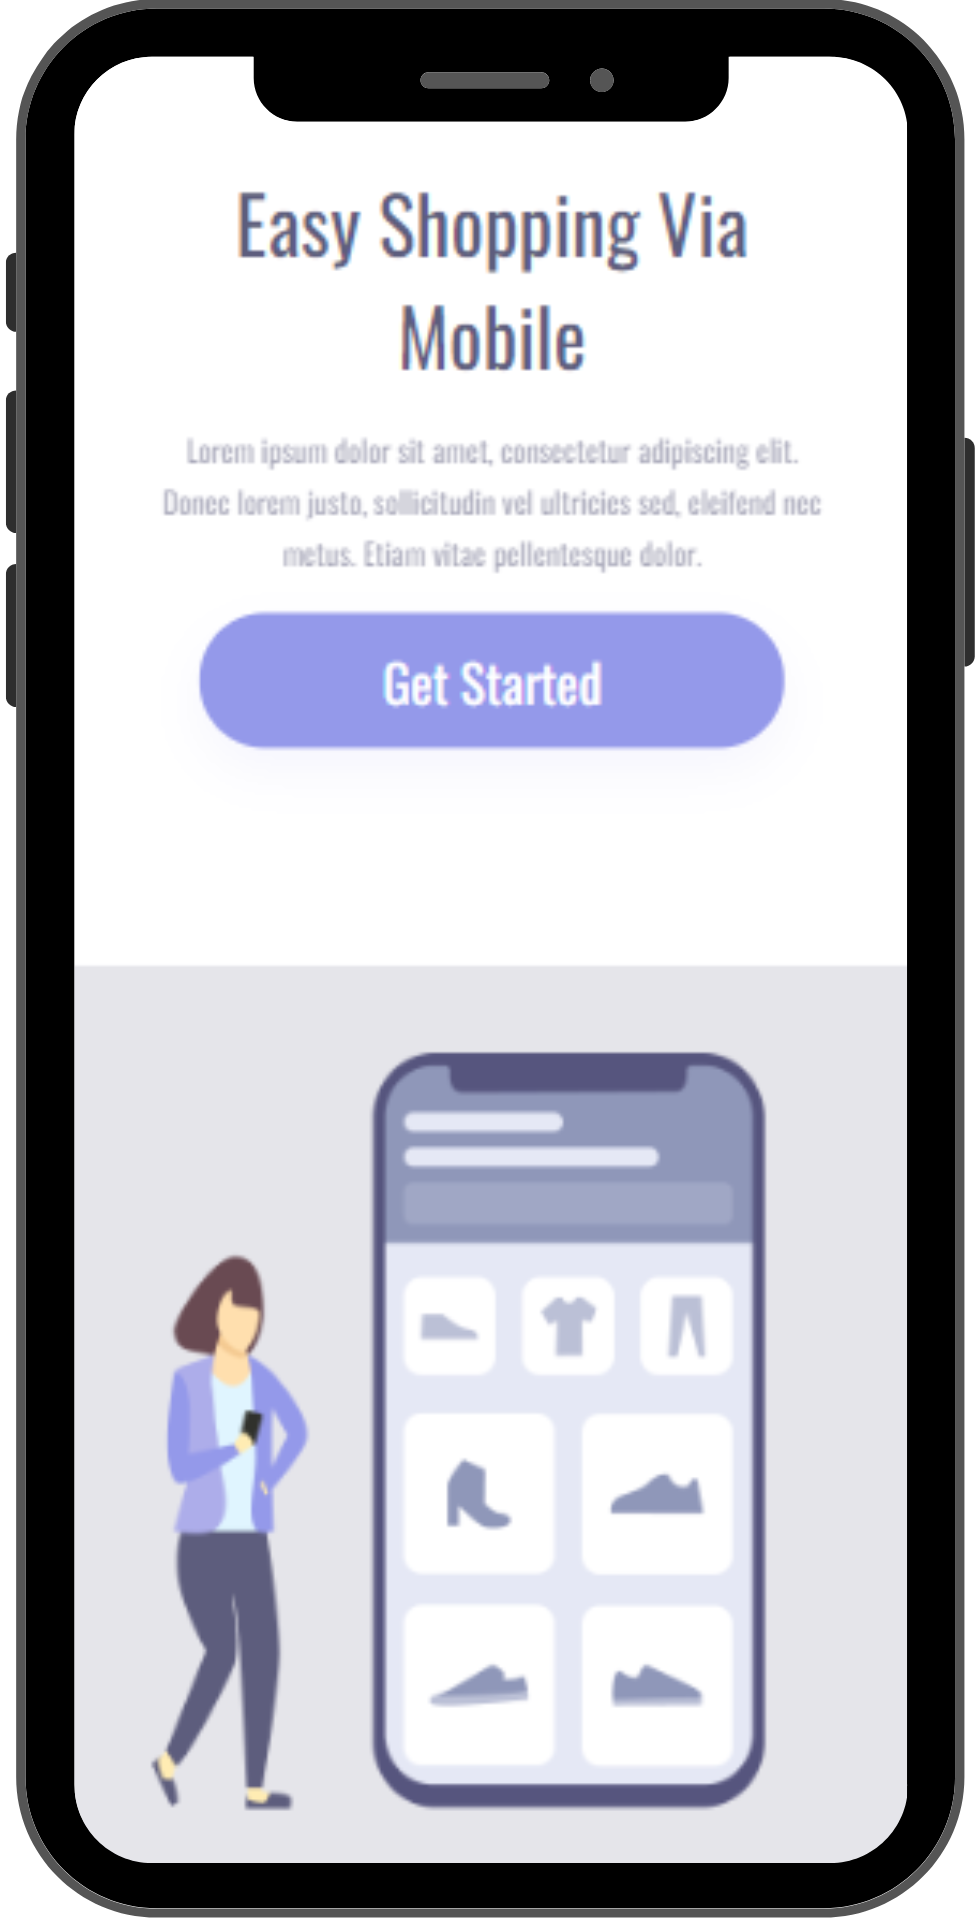 Easy Shopping Via
Mobile
Lorem ipsum dolor sit amet, consectetur adipiscing elit.
Donec lorem justo, sollicitudin vel ultricies sed, eleifend nec
metus. Etiam vitae pellentesque dolor.
Get Started